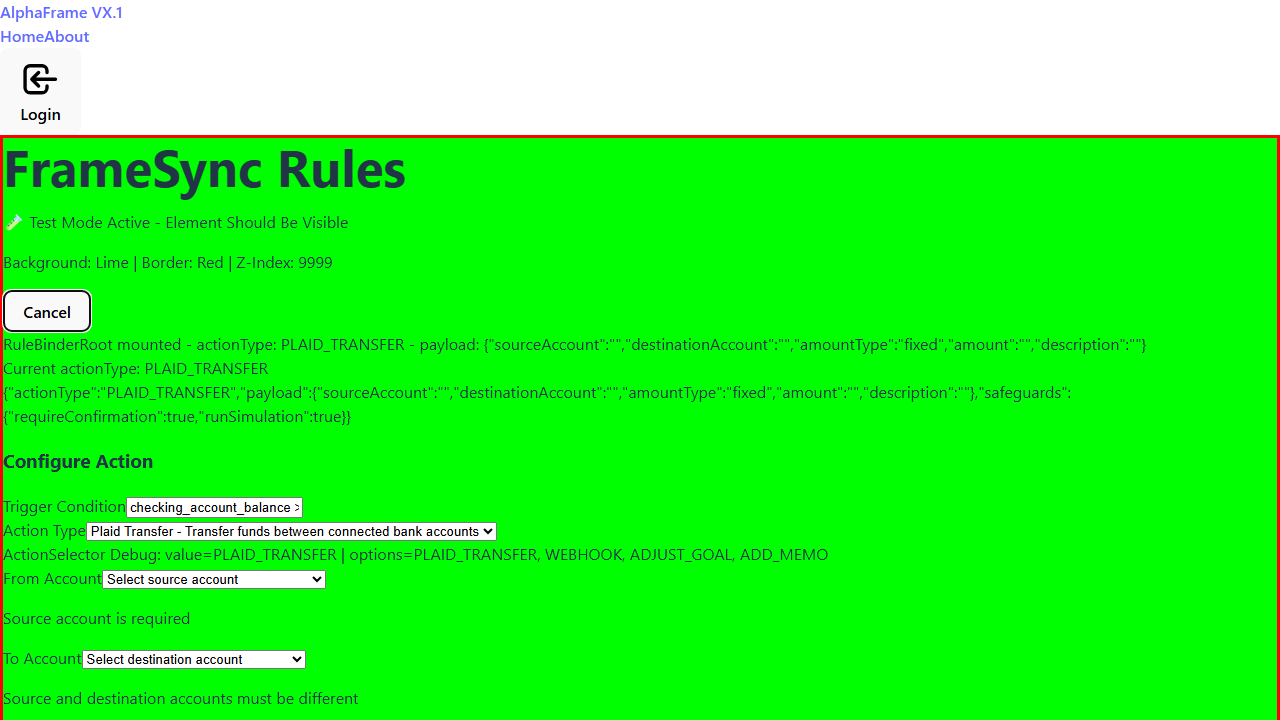 AlphaFrame VX.1
HomeAbout
Login
FrameSync Rules
🧪 Test Mode Active - Element Should Be Visible
Background: Lime | Border: Red | Z-Index: 9999
Cancel
RuleBinderRoot mounted - actionType: PLAID_TRANSFER - payload: {"sourceAccount":"","destinationAccount":"","amountType":"fixed","amount":"","description":""}
Current actionType: PLAID_TRANSFER
{"actionType":"PLAID_TRANSFER","payload":{"sourceAccount":"","destinationAccount":"","amountType":"fixed","amount":"","description":""},"safeguards":
{"requireConfirmation":true,"runSimulation":true}}
Configure Action
Trigger Condition checking_account_balance >
Action Type Plaid Transfer - Transfer funds between connected bank accounts
ActionSelector Debug: value=PLAID_TRANSFER | options=PLAID_TRANSFER, WEBHOOK, ADJUST_GOAL, ADD_MEMO
From Account Select source account
Source account is required
To Account Select destination account
Source and destination accounts must be different